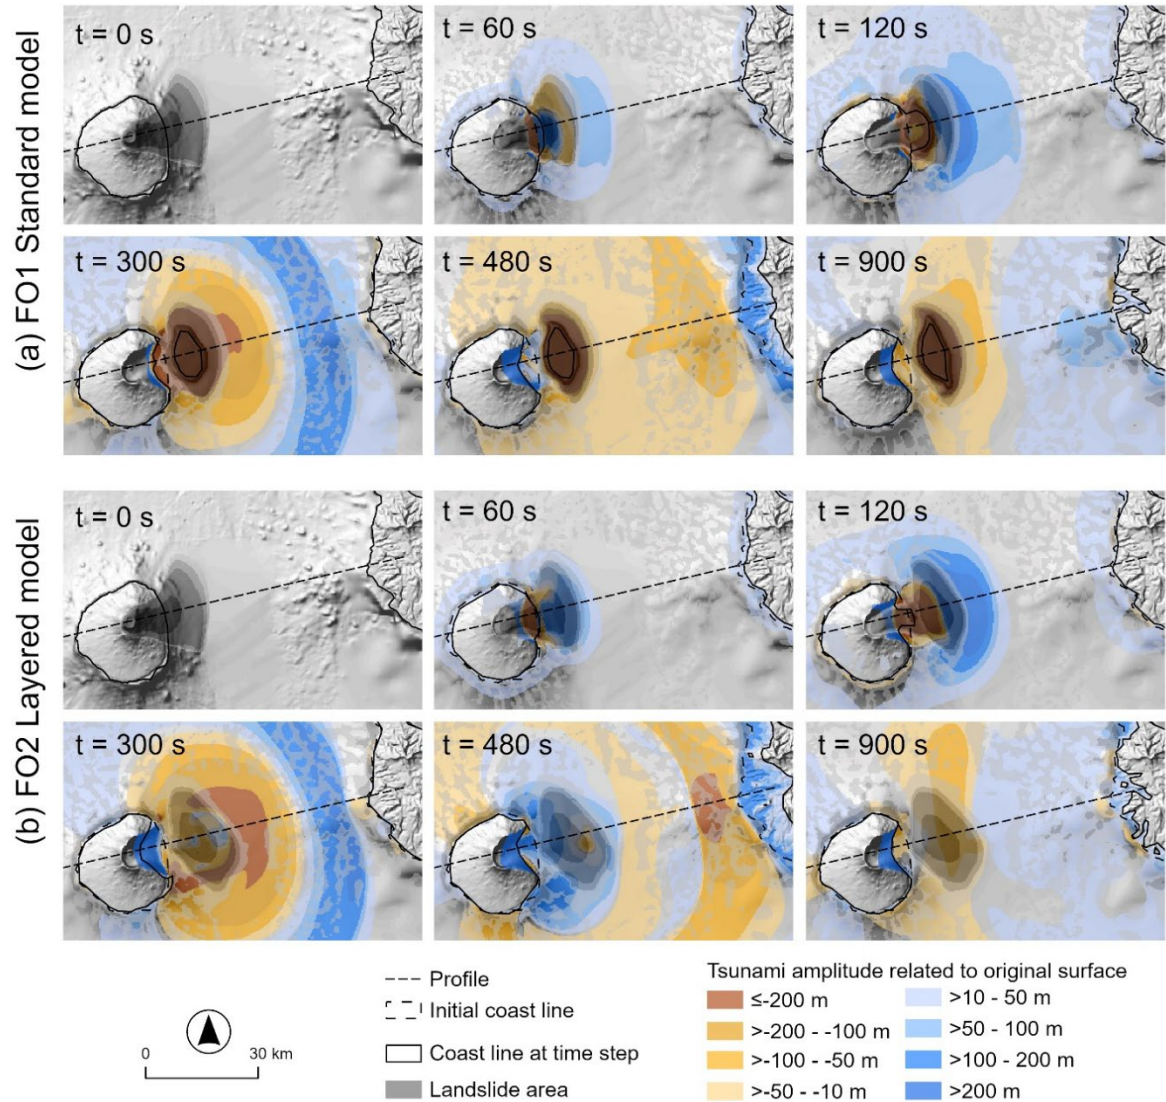 (a) FO1 Standard model
t = 0 s
t = 60 s
t = 120 s
t = 300 s
t = 480 s
t = 900 s
(b) FO2 Layered model
t = 0 s
t = 60 s
t = 120 s
t = 300 s
t = 480 s
t = 900 s
0 30 km
Profile
Initial coast line
Coast line at time step
Landslide area
Tsunami amplitude related to original surface
≤-200 m
>-200 - -100 m
>-100 - -50 m
>-50 - -10 m
>10 - 50 m
>50 - 100 m
>100 - 200 m
>200 m